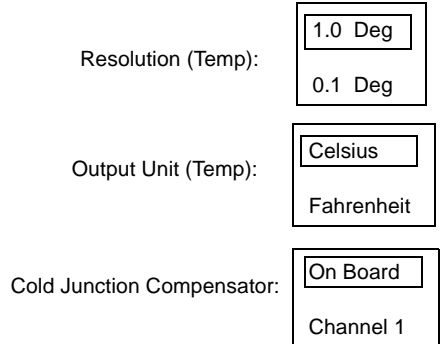 1.0 Deg
Resolution (Temp):
0.1 Deg
Celsius
Output Unit (Temp):
Fahrenheit
On Board
Cold Junction Compensator:
Channel 1